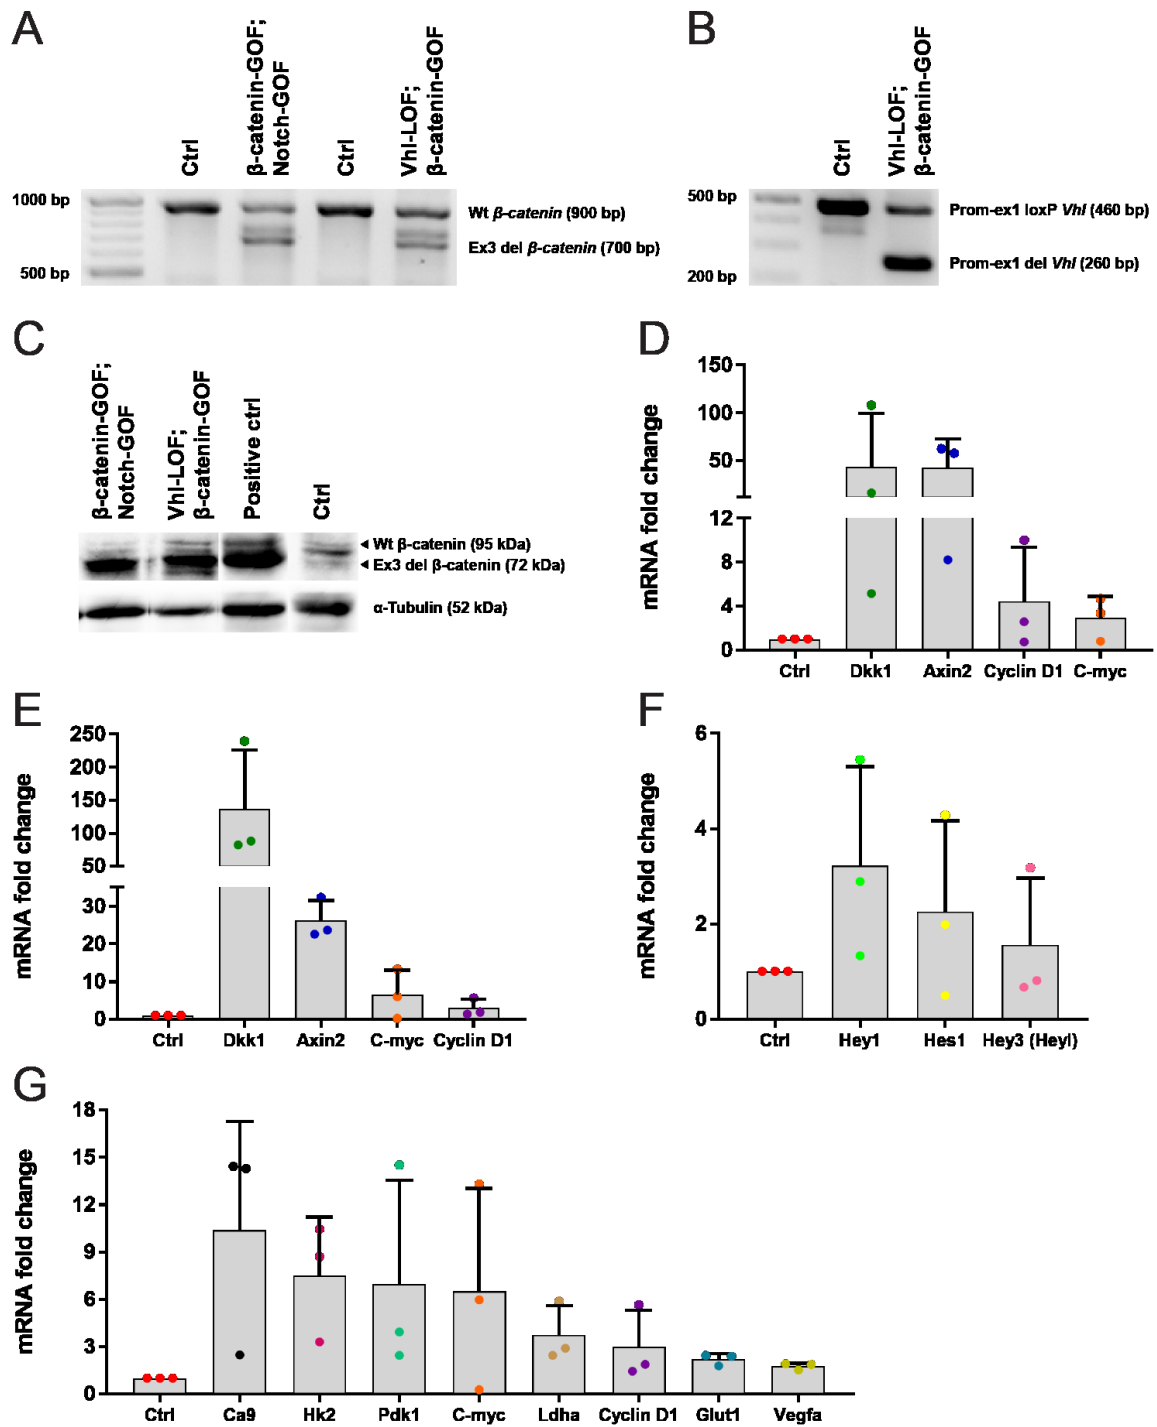 A
Ctrl
β-catenin-GOF;
Notch-GOF
Ctrl
Vhl-LOF;
β-catenin-GOF
1000 bp
500 bp
Wt β-catenin (900 bp)
Ex3 del β-catenin (700 bp)
B
Ctrl
Vhl-LOF;
β-catenin-GOF
500 bp
200 bp
Prom-ex1 loxP Vhl (460 bp)
Prom-ex1 del Vhl (260 bp)
C
β-catenin-GOF;
Notch-GOF
Vhl-LOF;
β-catenin-GOF
Positive ctrl
Ctrl
Wt β-catenin (95 kDa)
Ex3 del β-catenin (72 kDa)
α-Tubulin (52 kDa)
D
mRNA fold change
150
100
50
12
8
4
0
Ctrl Dkk1 Axin2 Cyclin D1 C-myc
E
mRNA fold change
250
200
150
100
50
30
20
10
0
Ctrl Dkk1 Axin2 C-myc Cyclin D1
F
mRNA fold change
6
4
2
0
Ctrl Hey1 Hes1 Hey3 (Heyl)
G
mRNA fold change
18
15
12
9
6
3
0
Ctrl Ca9 Hk2 Pdk1 C-myc Ldha Cyclin D1 Glut1 Vegfa